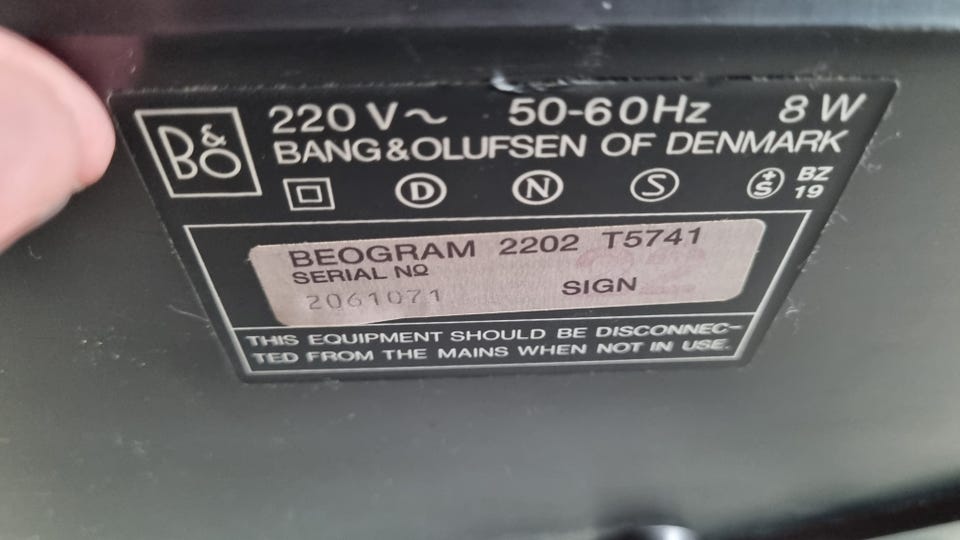 B&O
220 V~ 50-60Hz 8 W
BANG&OLUFSEN OF DENMARK
D N S +S BZ 19
BEOGRAM 2202 T5741
SERIAL Nº
2061071 SIGN
22
THIS EQUIPMENT SHOULD BE DISCONNEC-
TED FROM THE MAINS WHEN NOT IN USE.